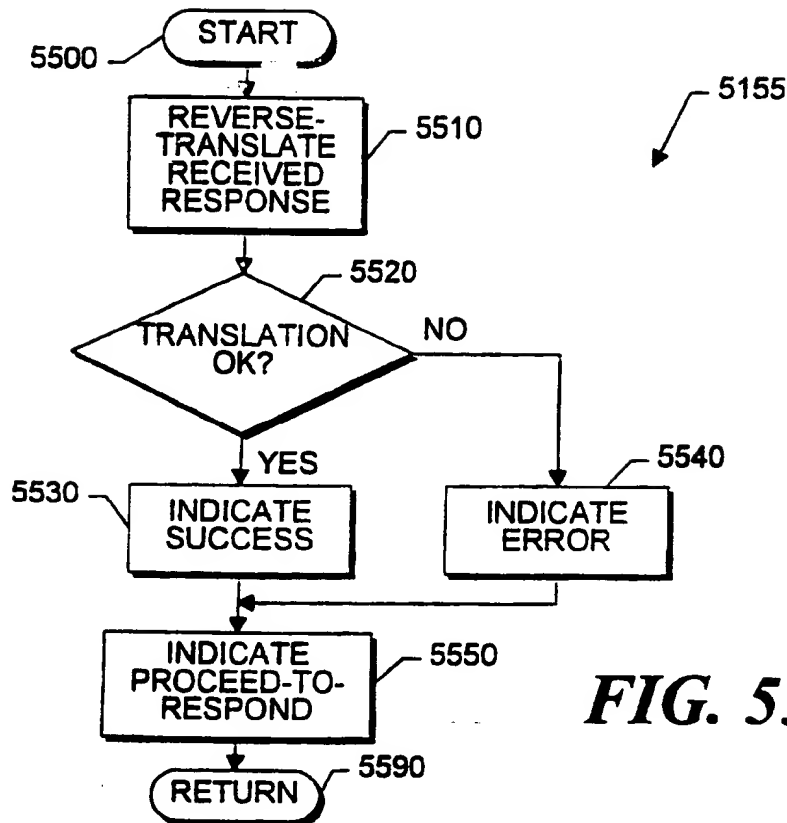 START
5500
5155
REVERSE-
TRANSLATE
RECEIVED
RESPONSE
5510
5520
TRANSLATION
OK?
NO
YES
5530
INDICATE
SUCCESS
5540
INDICATE
ERROR
INDICATE
PROCEED-TO-
RESPOND
5550
FIG. 5
RETURN
5590